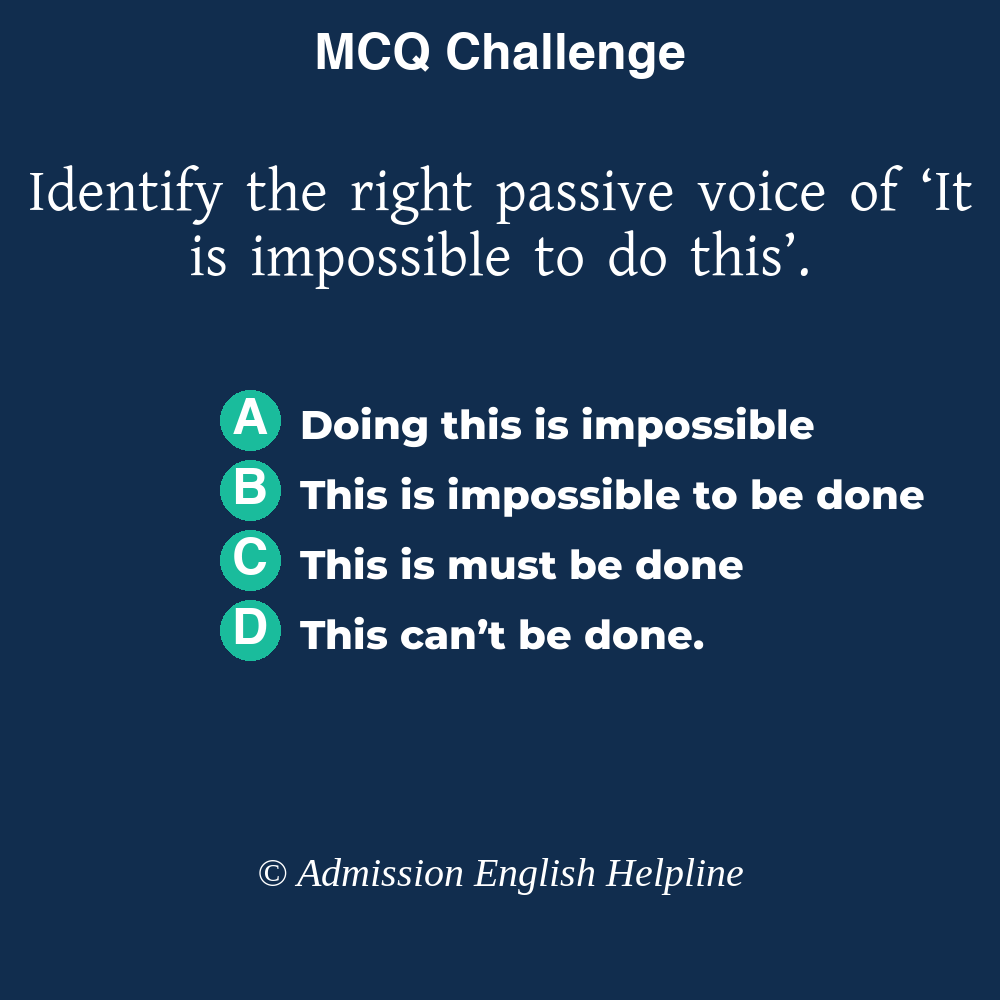 MCQ Challenge
Identify the right passive voice of ‘It
is impossible to do this’.
A Doing this is impossible
B This is impossible to be done
C This is must be done
D This can’t be done.
© Admission English Helpline